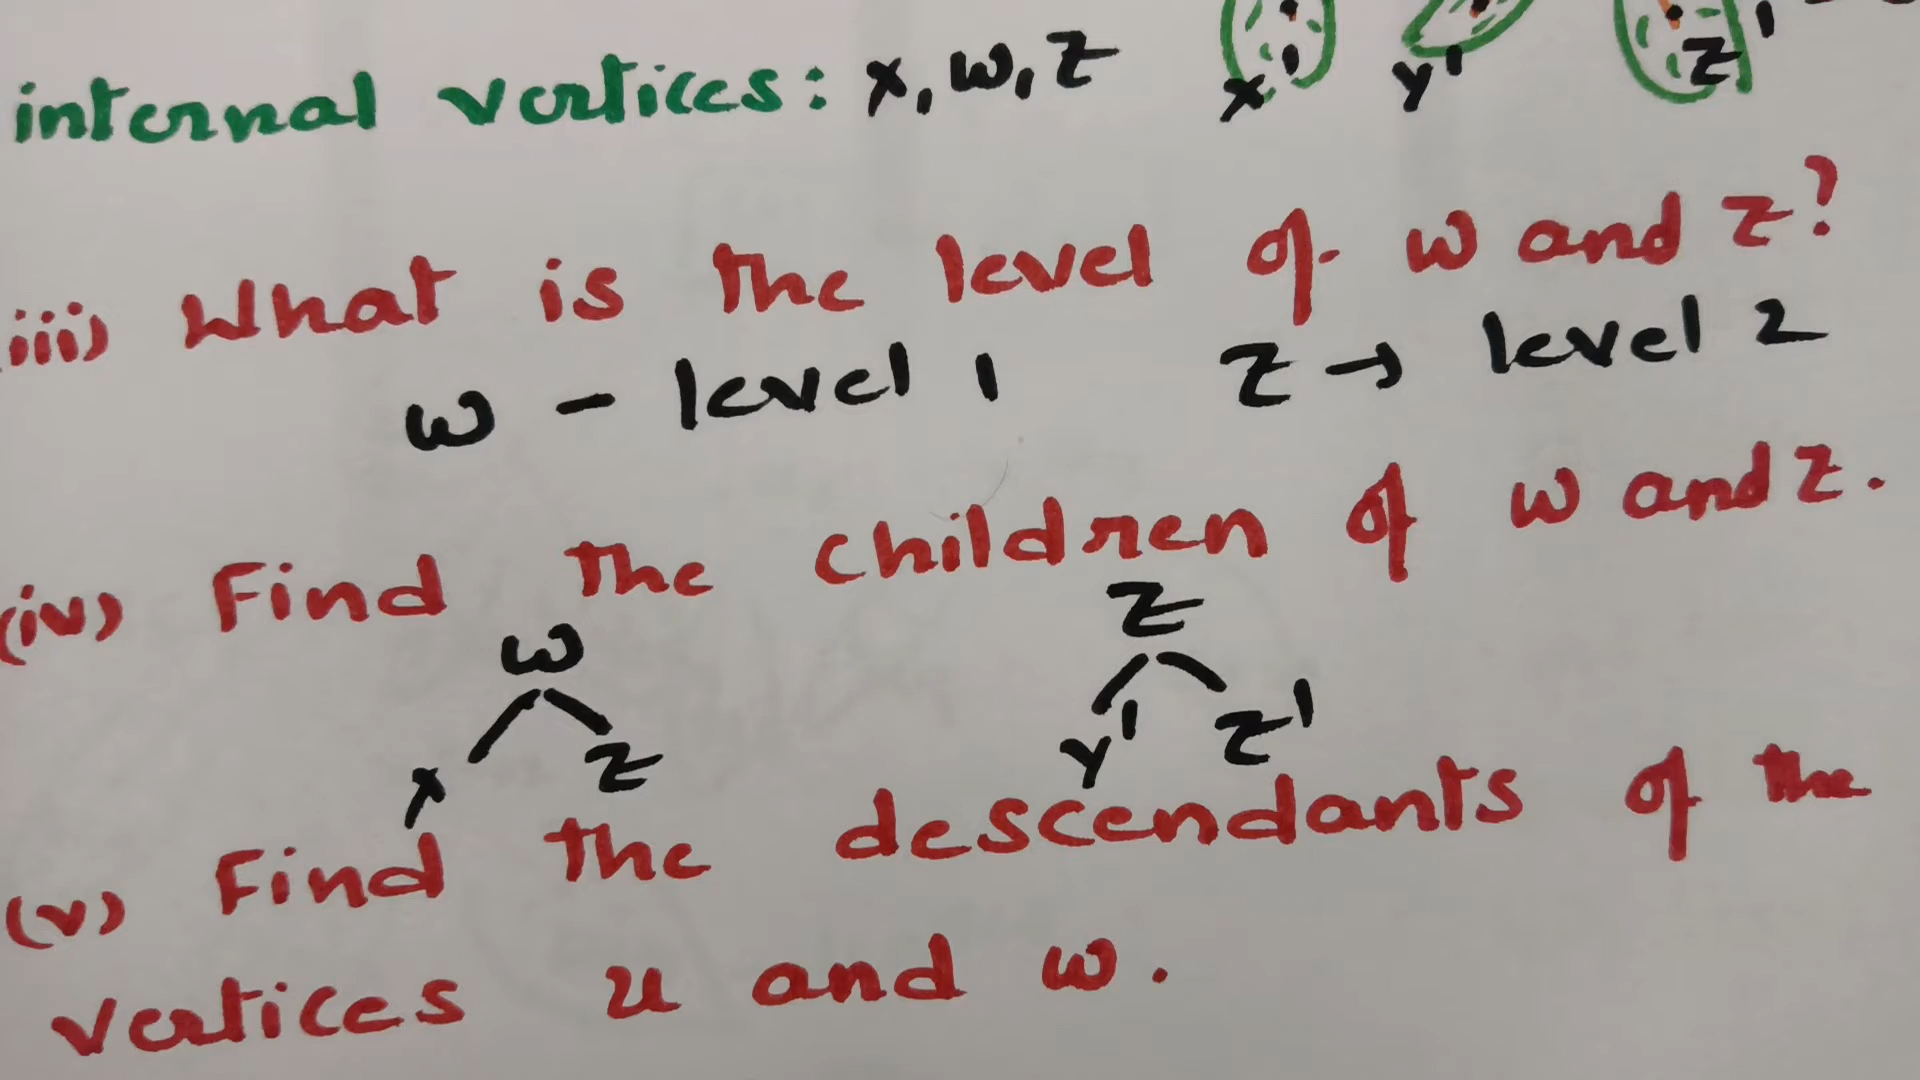 internal vertices: x, w, z x' y' z'
iii) What is the level of w and z?
w - level 1 z → level 2
(iv) Find the children of w and z.
w z
x z y' z'
(v) Find the descendants of the
vertices u and w.